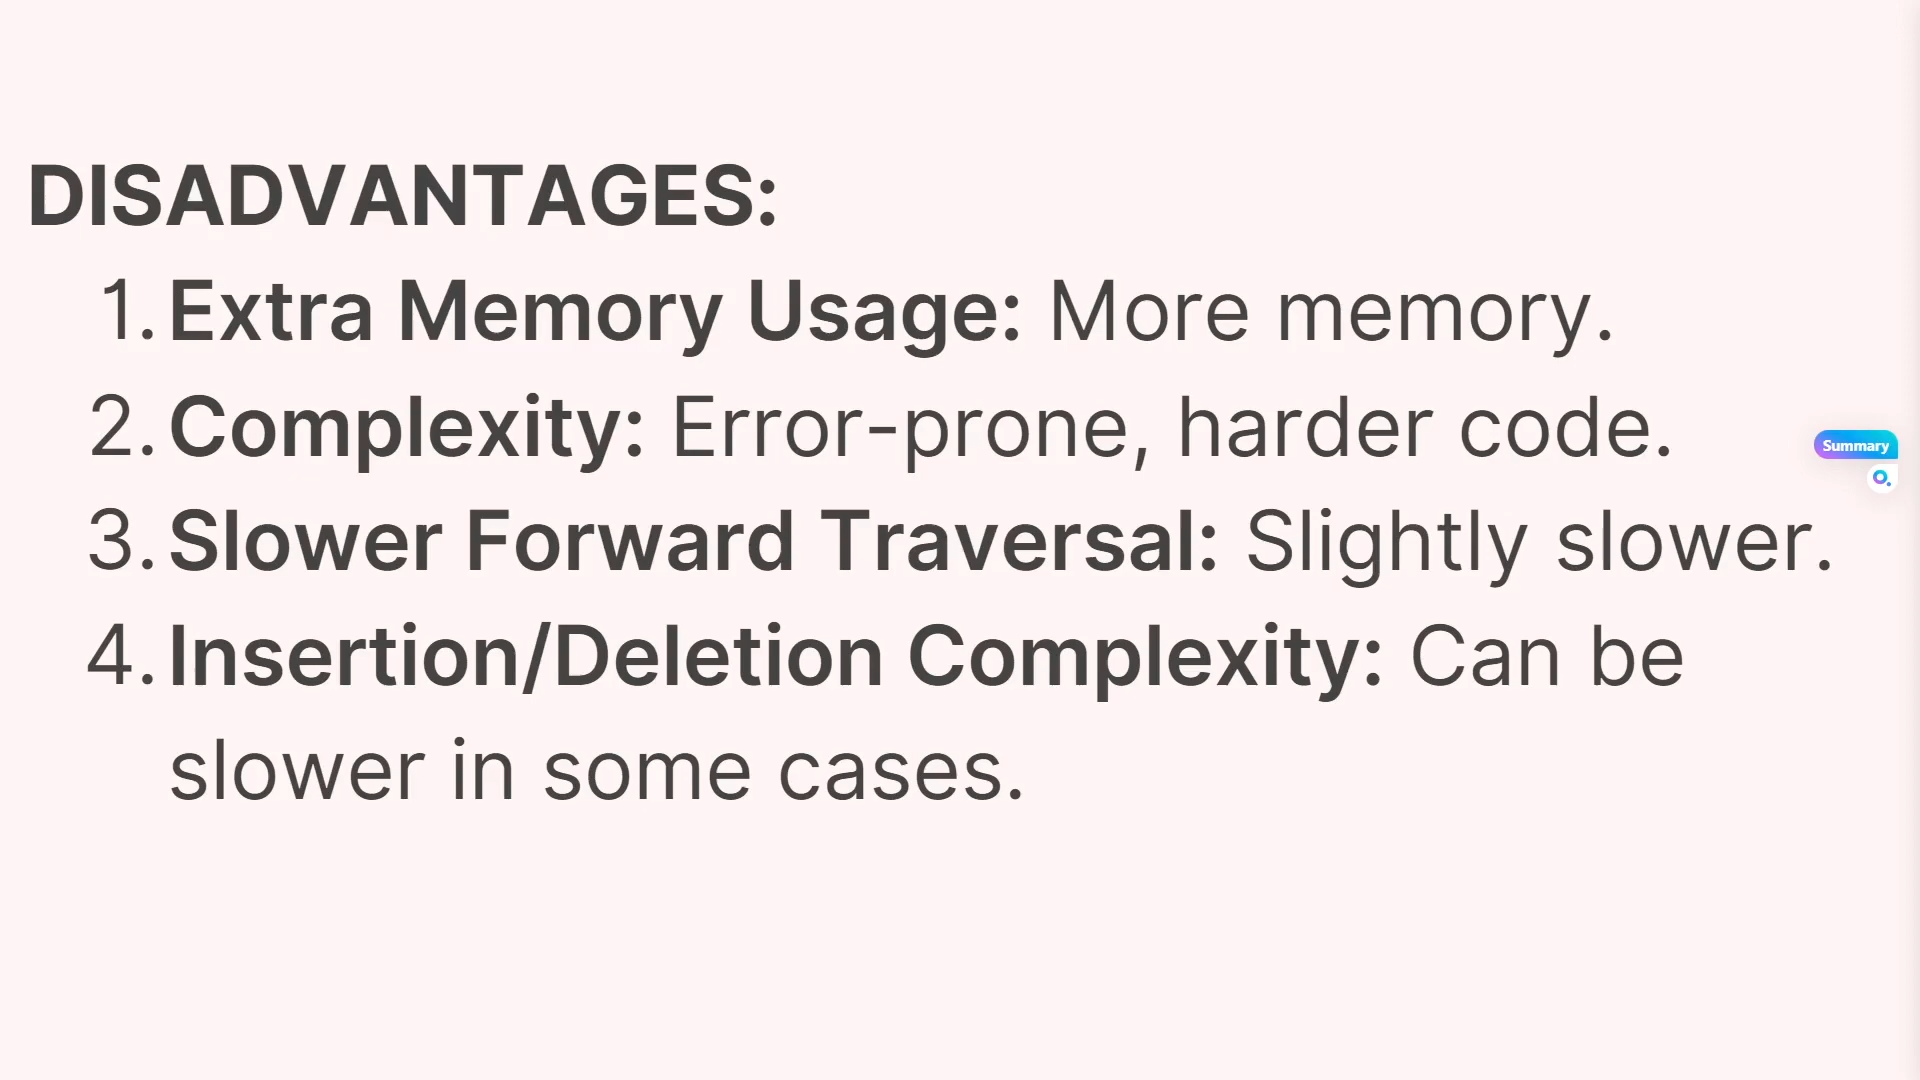 DISADVANTAGES:
1. Extra Memory Usage: More memory.
2. Complexity: Error-prone, harder code.
3. Slower Forward Traversal: Slightly slower.
4. Insertion/Deletion Complexity: Can be
slower in some cases.
Summary